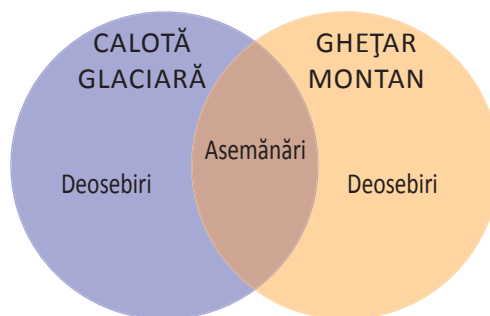 CALOTĂ
GLACIARĂ
GHEŢAR
MONTAN
Asemănări
Deosebiri
Deosebiri